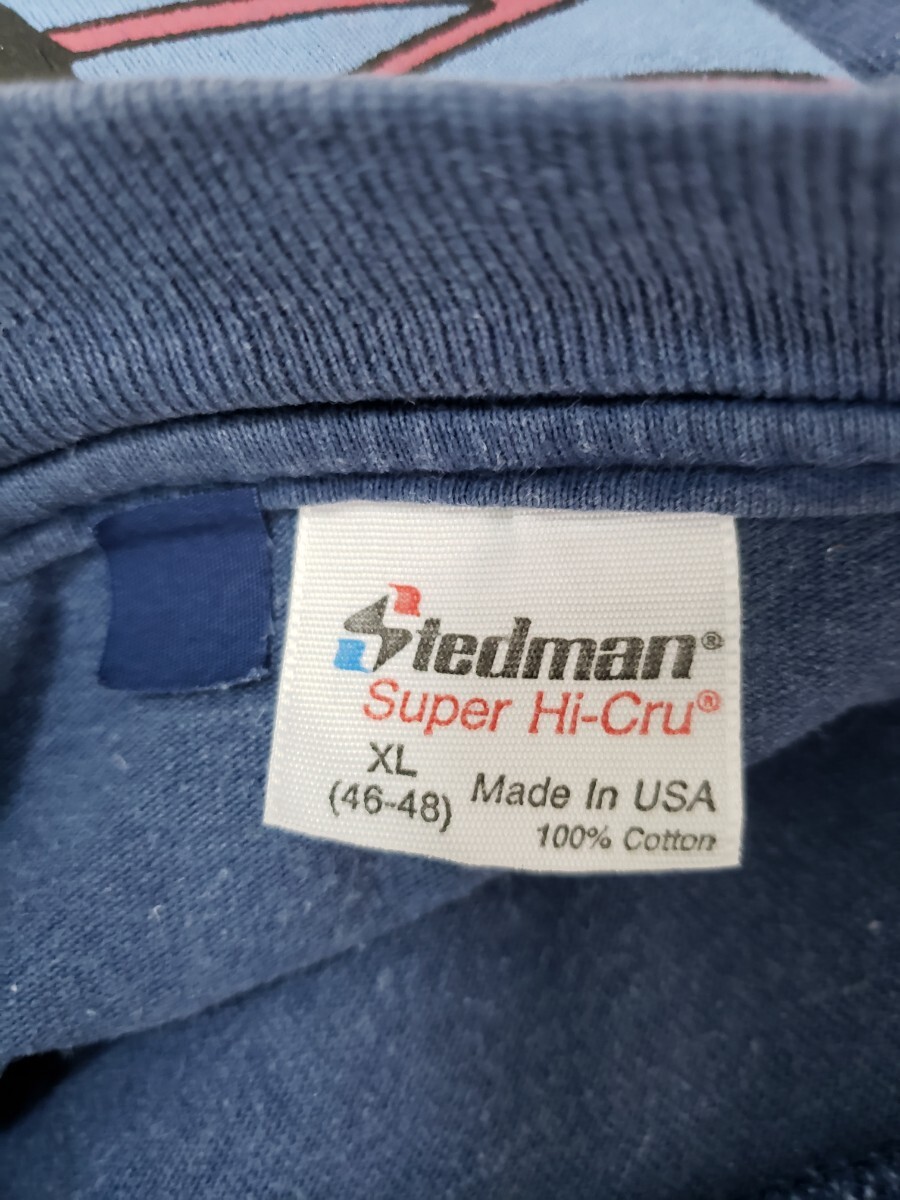 Stedman®
Super Hi-Cru®
XL
(46-48)
Made In USA
100% Cotton